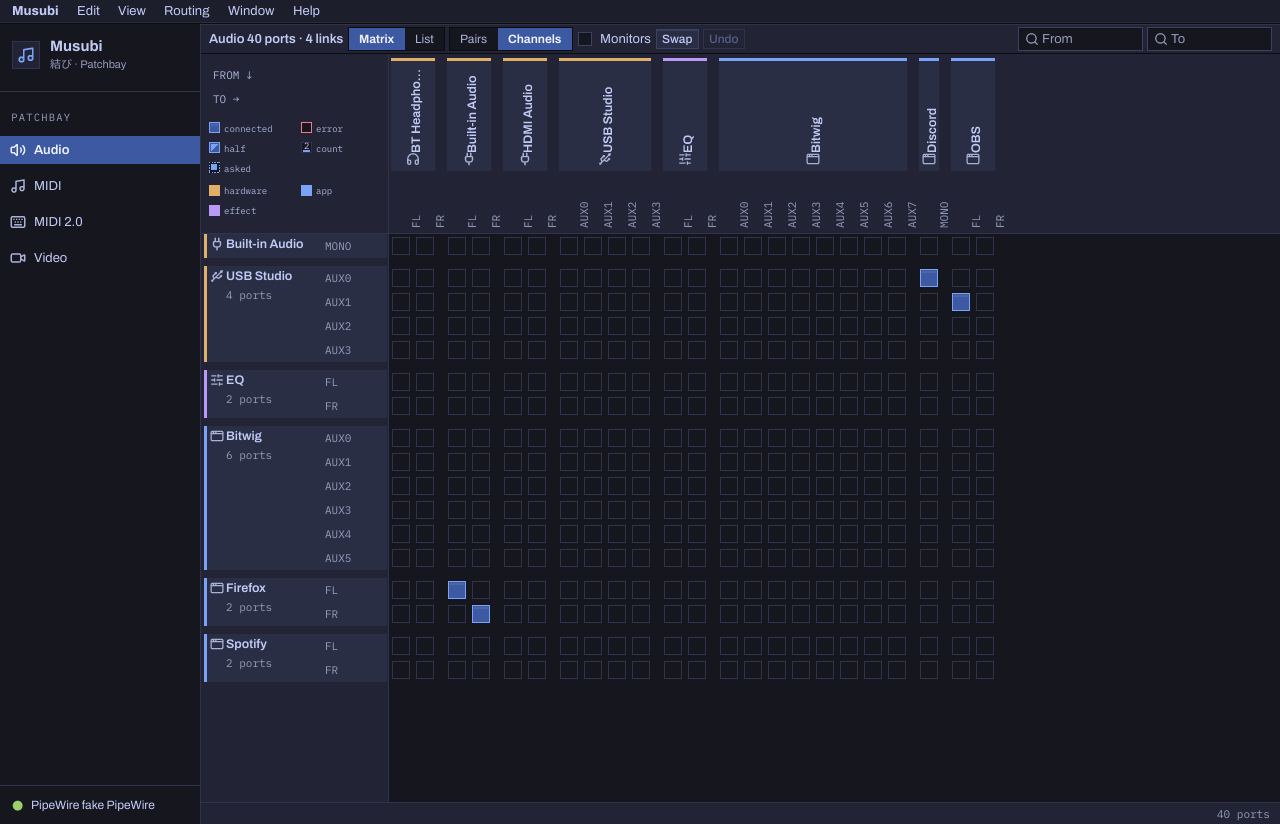 Musubi Edit View Routing Window Help
Musubi
結び · Patchbay
PATCHBAY
Audio
MIDI
MIDI 2.0
Video
PipeWire fake PipeWire
Audio 40 ports · 4 links Matrix List Pairs Channels Monitors Swap Undo From To
FROM ↓
TO →
connected error
half 2 count
asked
hardware app
effect
BT Headpho... Built-in Audio HDMI Audio USB Studio EQ Bitwig Discord OBS
FL FR FL FR FL FR AUX0 AUX1 AUX2 AUX3 FL FR AUX0 AUX1 AUX2 AUX3 AUX4 AUX5 AUX6 AUX7 MONO FL FR
Built-in Audio MONO
USB Studio AUX0
4 ports
AUX1
AUX2
AUX3
EQ FL
2 ports
FR
Bitwig AUX0
6 ports
AUX1
AUX2
AUX3
AUX4
AUX5
Firefox FL
2 ports
FR
Spotify FL
2 ports
FR
40 ports